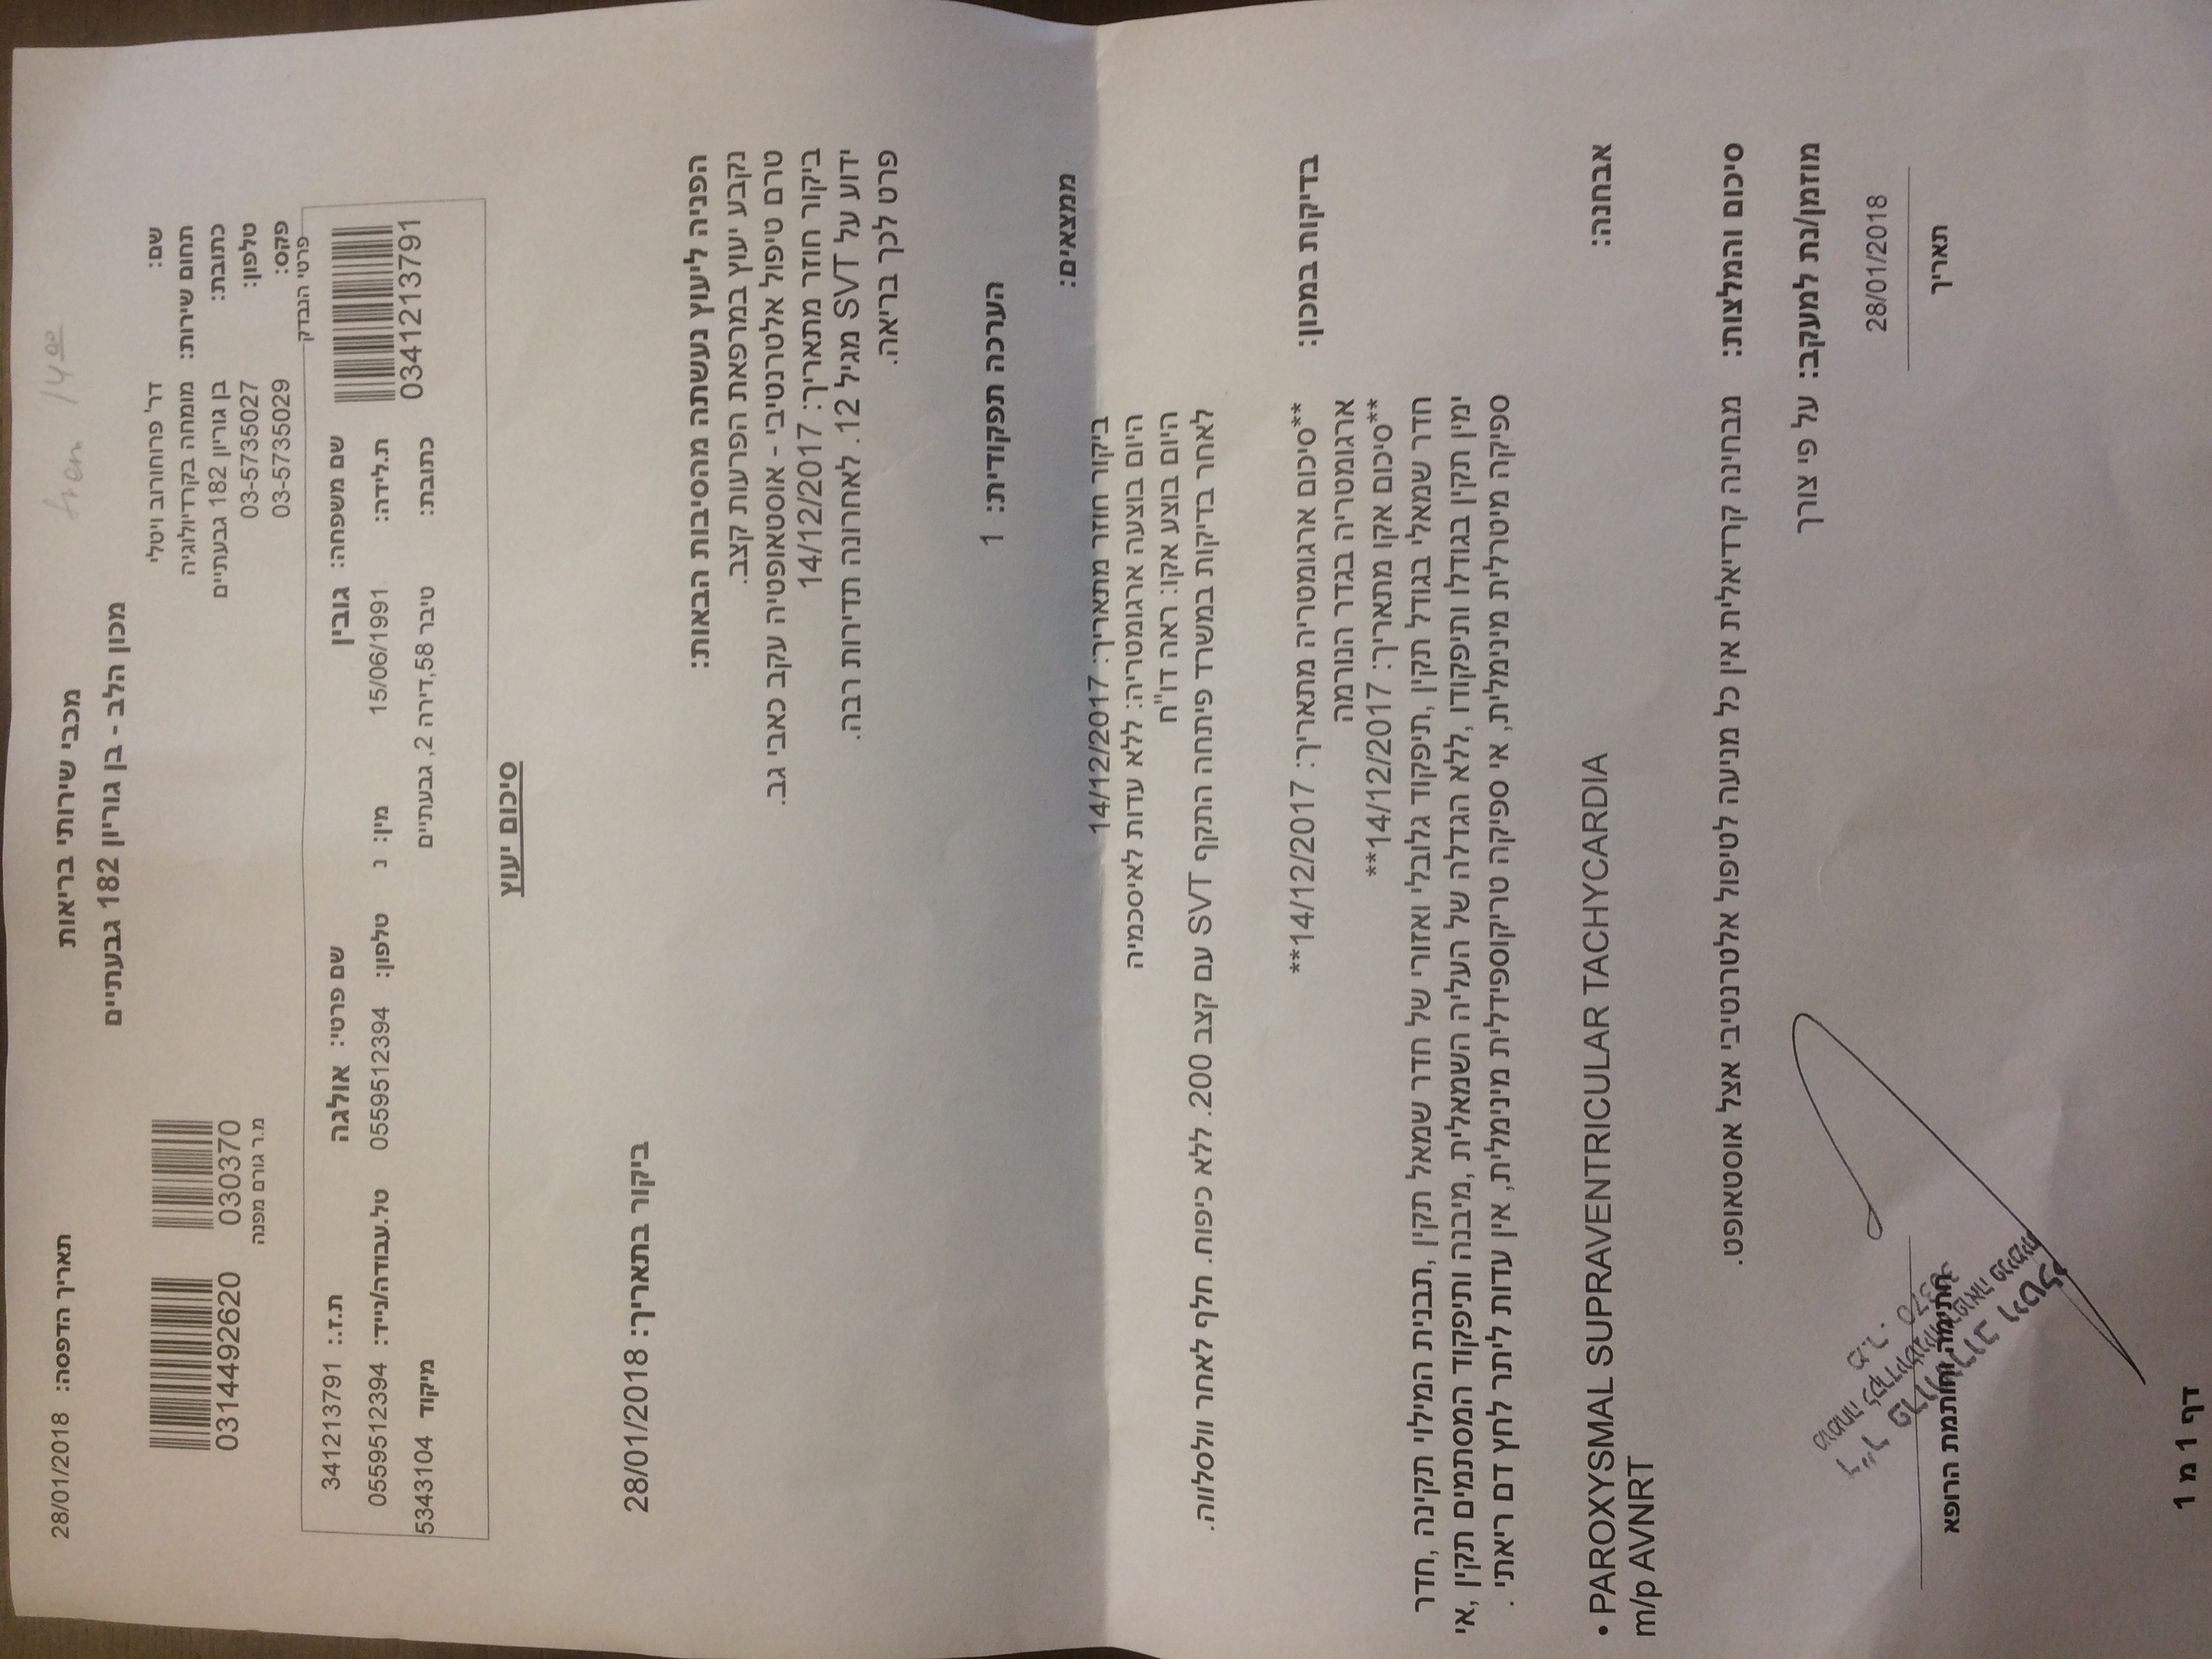 תאריך הדפסה: 28/01/2018
מכבי שירותי בריאות
14⁰⁰
מכון הלב - בן גוריון 182 גבעתיים
שם: דר' פרוחורוב ויטלי
תחום שירות: מומחה בקרדיולוגיה
כתובת: בן גוריון 182 גבעתיים
טלפון: 03-5735027
פקס: 03-5735029
030370 0314492620
מ.ר גורם מפנה
פרטי הנבדק
שם משפחה: גובין שם פרטי: אולגה ת.ז.: 341213791
ת.לידה: 15/06/1991 מין: נ טלפון: 0559512394 טל.עבודה/נייד: 0559512394
0341213791
כתובת: טיבר 58,דירה 2, גבעתיים מיקוד 5343104
סיכום יעוץ
ביקור בתאריך: 28/01/2018
הפניה ליעוץ נעשתה מהסיבות הבאות:
נקבע יעוץ במרפאת הפרעות קצב.
טרם טיפול אלטרנטיבי - אוסטאופטיה עקב כאבי גב.
ביקור חוזר מתאריך: 14/12/2017
ידוע על SVT מגיל 12. לאחרונה תדירות רבה.
פרט לכך בריאה.
הערכה תפקודית: 1
ממצאים:
ביקור חוזר מתאריך: 14/12/2017
היום בוצעה ארגומטריה: ללא עדות לאיסכמיה
היום בוצע אקו: ראה דו"ח
לאחר בדיקות במשרד פיתחה התקף SVT עם קצב 200. ללא כיפוח. חלף לאחר וולסלווה.
בדיקות במכון: **סיכום ארגומטריה מתאריך: 14/12/2017**
ארגומטריה בגדר הנורמה
**סיכום אקו מתאריך: 14/12/2017**
חדר שמאלי בגודל תקין ,תיפקוד גלובלי ואזורי של חדר שמאל תקין ,תבנית המילוי תקינה ,חדר
ימין תקין בגודלו ותיפקודו ,ללא הגדלה של העליה השמאלית ,מיבנה ותיפקוד המסתמים תקין ,אי
ספיקה מיטרלית מינימלית, אי ספיקה טריקוספידלית מינימלית, אין עדות ליתר לחץ דם ריאתי .
אבחנה: • PAROXYSMAL SUPRAVENTRICULAR TACHYCARDIA
m/p AVNRT
סיכום והמלצות: מבחינה קרדיאלית אין כל מניעה לטיפול אלטרנטיבי אצל אוסטאופט.
מוזמן/נת למעקב: על פי צורך
28/01/2018
תאריך
חתימה וחותמת הרופא
ד"ר פרוחורוב ויטלי
מ.ר. 30370
דף 1 מ 1